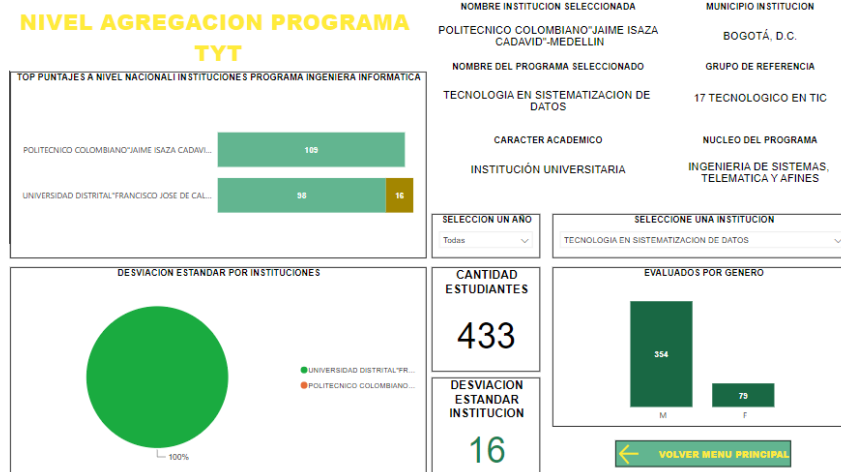 NIVEL AGREGACION PROGRAMA
TYT
TOP PUNTAJES A NIVEL NACIONALI INSTITUCIONES PROGRAMA INGENIERA INFORMATICA
POLITECNICO COLOMBIANO"JAIME ISAZA CADAVI...
105
UNIVERSIDAD DISTRITAL"FRANCISCO JOSE DE CAL...
98
16
NOMBRE INSTITUCION SELECCIONADA
POLITECNICO COLOMBIANO"JAIME ISAZA
CADAVID"-MEDELLIN
MUNICIPIO INSTITUCION
BOGOTÁ, D.C.
NOMBRE DEL PROGRAMA SELECCIONADO
TECNOLOGIA EN SISTEMATIZACION DE
DATOS
GRUPO DE REFERENCIA
17 TECNOLOGICO EN TIC
CARACTER ACADEMICO
INSTITUCIÓN UNIVERSITARIA
NUCLEO DEL PROGRAMA
INGENIERIA DE SISTEMAS,
TELEMATICA Y AFINES
SELECCION UN AÑO
Todas
SELECCIONE UNA INSTITUCION
TECNOLOGIA EN SISTEMATIZACION DE DATOS
DESVIACION ESTANDAR POR INSTITUCIONES
UNIVERSIDAD DISTRITAL"FR...
POLITECNICO COLOMBIANO...
100%
CANTIDAD
ESTUDIANTES
433
DESVIACION
ESTANDAR
INSTITUCION
16
EVALUADOS POR GENERO
354
79
M
F
VOLVER MENU PRINCIPAL